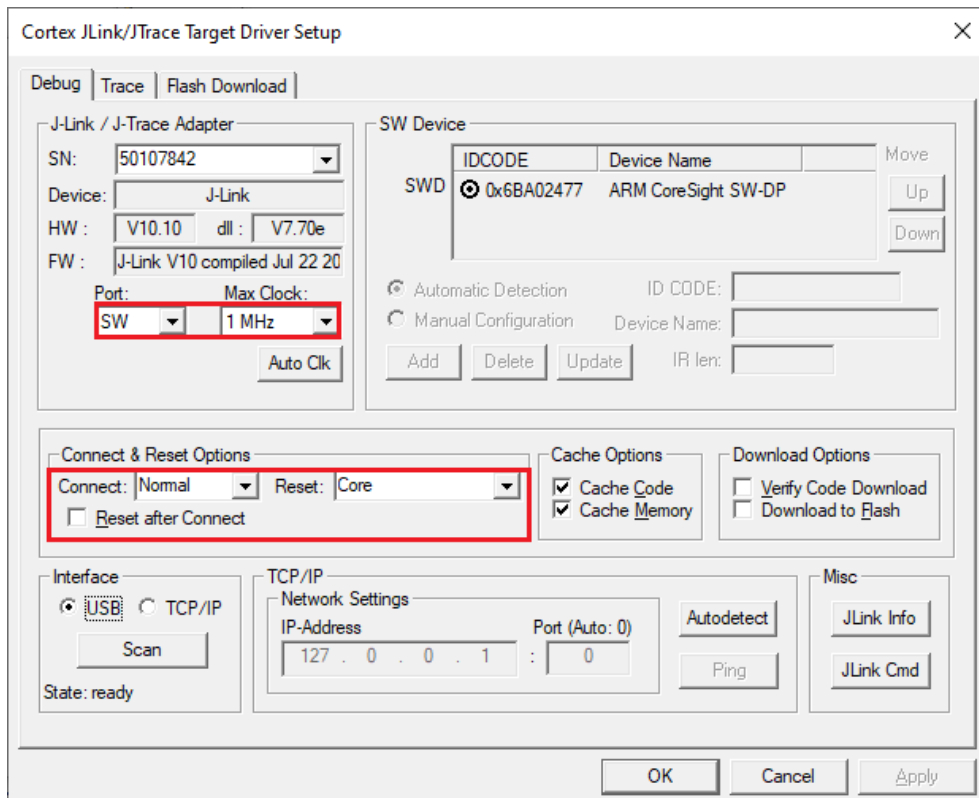 Cortex JLink/JTrace Target Driver Setup
Debug Trace Flash Download
J-Link / J-Trace Adapter
SN: 50107842
Device: J-Link
HW : V10.10 dll : V7.70e
FW : J-Link V10 compiled Jul 22 20
Port: Max Clock:
SW 1 MHz
Auto Clk
SW Device
IDCODE Device Name
SWD 0x6BA02477 ARM CoreSight SW-DP
Move
Up
Down
Automatic Detection ID CODE:
Manual Configuration Device Name:
Add Delete Update IR len:
Connect & Reset Options
Connect: Normal Reset: Core
Reset after Connect
Cache Options
Cache Code
Cache Memory
Download Options
Verify Code Download
Download to Flash
Interface
USB TCP/IP
Scan
State: ready
TCP/IP
Network Settings
IP-Address Port (Auto: 0)
127 . 0 . 0 . 1 : 0
Autodetect
Ping
Misc
JLink Info
JLink Cmd
OK Cancel Apply